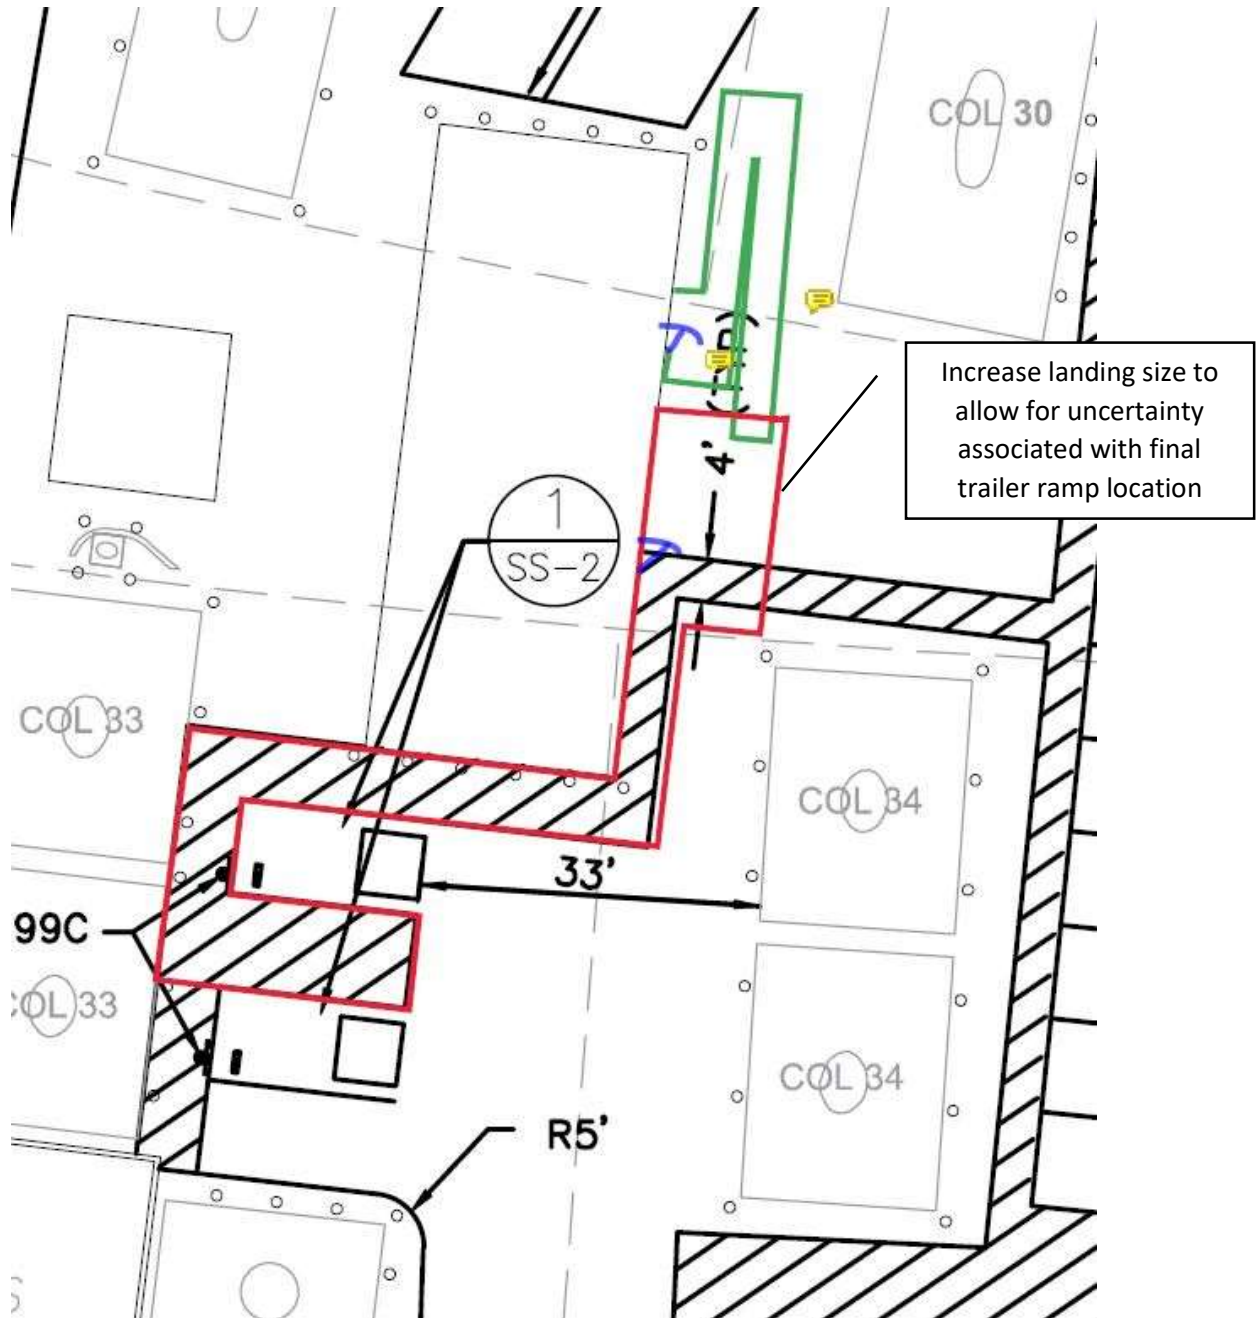 COL 30
(TYP)
Increase landing size to
allow for uncertainty
associated with final
trailer ramp location
4'
1
SS-2
COL 33
COL 34
33'
99C
COL 33
COL 34
R5'